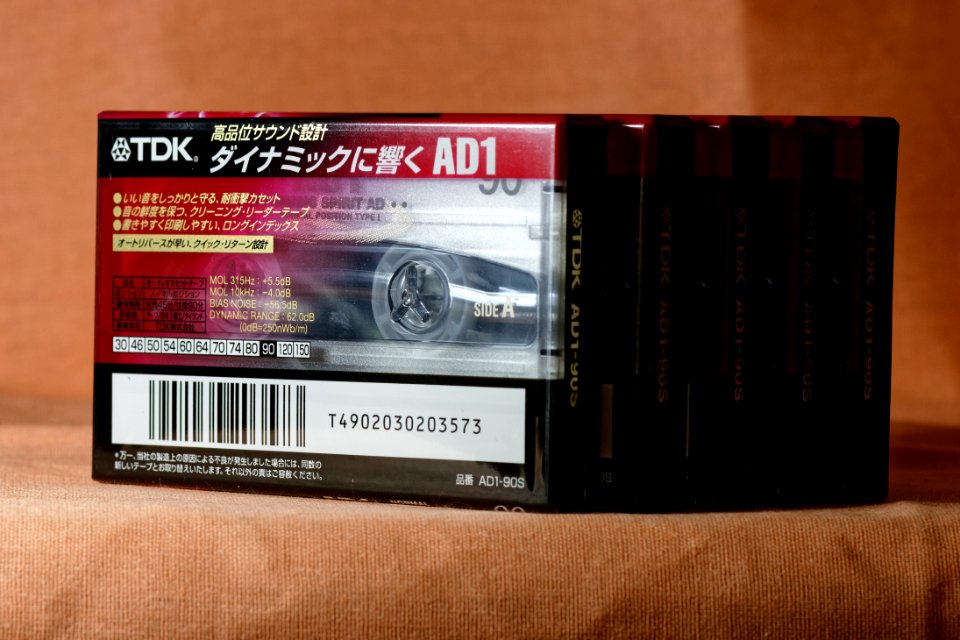 TDK®
高品位サウンド設計
ダイナミックに響く AD1
90
SPIRIT AD
POSITION TYPE I
●いい音をしっかりと守る、耐衝撃カセット
●音の鮮度を保つ、クリーニング・リーダーテープ
●書きやすく印刷しやすい、ロングインデックス
オートリバースが早い、クイック・リターン設計
MOL 315Hz : +5.5dB
MOL 10kHz : −4.0dB
BIAS NOISE : −56.5dB
DYNAMIC RANGE : 62.0dB
(0dB=250nWb/m)
SIDE A
TDK株式会社
30 46 50 54 60 64 70 74 80 90 120 150
T4902030203573
*万一、当社の製造上の原因による不良が発生しました場合には、同数の
新しいテープとお取り替えいたします。それ以外の責はご容赦ください。
品番 AD1-90S
TDK AD1-90S
TDK AD1-90S
TDK AD1-90S
TDK AD1-90S
TDK AD1-90S